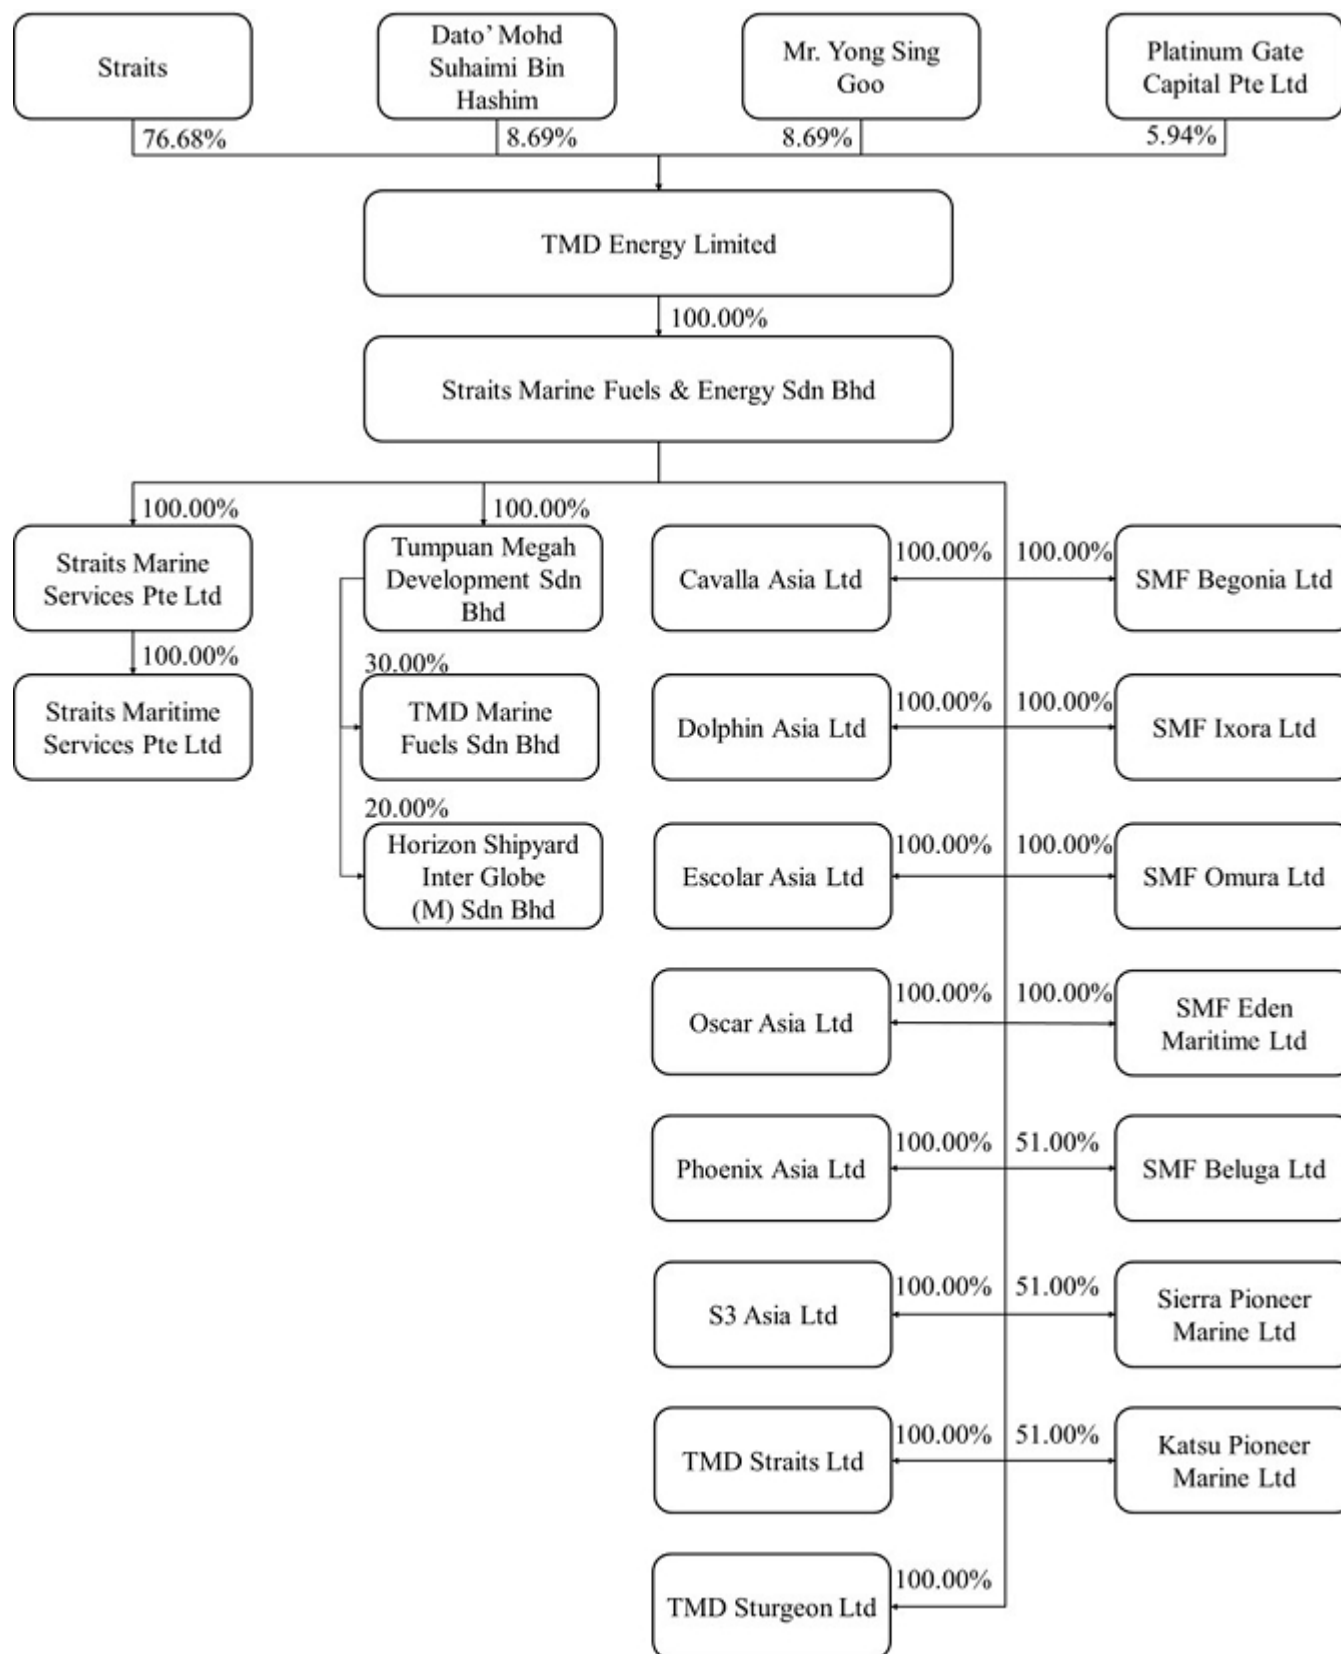 Straits
Dato’ Mohd
Suhaimi Bin
Hashim
Mr. Yong Sing
Goo
Platinum Gate
Capital Pte Ltd
76.68%
8.69%
8.69%
5.94%
TMD Energy Limited
100.00%
Straits Marine Fuels & Energy Sdn Bhd
100.00%
100.00%
Straits Marine
Services Pte Ltd
100.00%
Straits Maritime
Services Pte Ltd
Tumpuan Megah
Development Sdn
Bhd
30.00%
TMD Marine
Fuels Sdn Bhd
20.00%
Horizon Shipyard
Inter Globe
(M) Sdn Bhd
Cavalla Asia Ltd
100.00%
100.00%
SMF Begonia Ltd
Dolphin Asia Ltd
100.00%
100.00%
SMF Ixora Ltd
Escolar Asia Ltd
100.00%
100.00%
SMF Omura Ltd
Oscar Asia Ltd
100.00%
100.00%
SMF Eden
Maritime Ltd
Phoenix Asia Ltd
100.00%
51.00%
SMF Beluga Ltd
S3 Asia Ltd
100.00%
51.00%
Sierra Pioneer
Marine Ltd
TMD Straits Ltd
100.00%
51.00%
Katsu Pioneer
Marine Ltd
TMD Sturgeon Ltd
100.00%